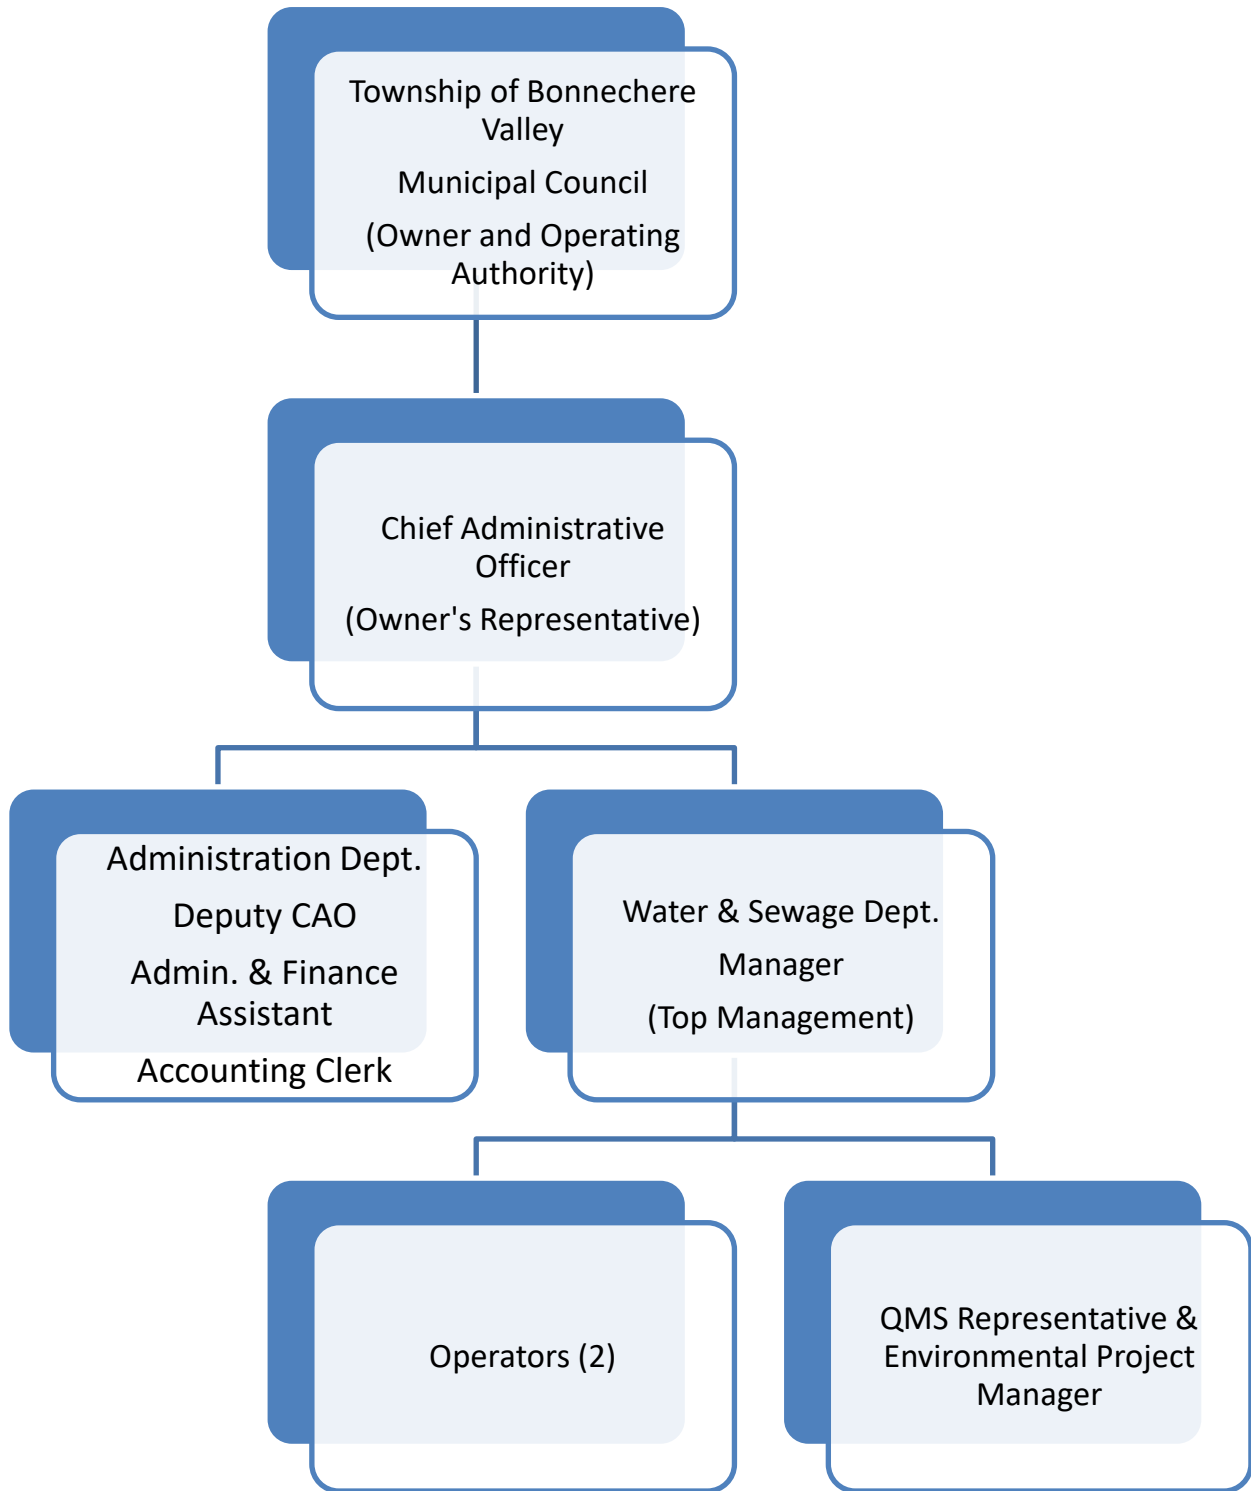 Township of Bonnechere
Valley
Municipal Council
(Owner and Operating
Authority)
Chief Administrative
Officer
(Owner's Representative)
Administration Dept.
Deputy CAO
Admin. & Finance
Assistant
Accounting Clerk
Water & Sewage Dept.
Manager
(Top Management)
Operators (2)
QMS Representative &
Environmental Project
Manager